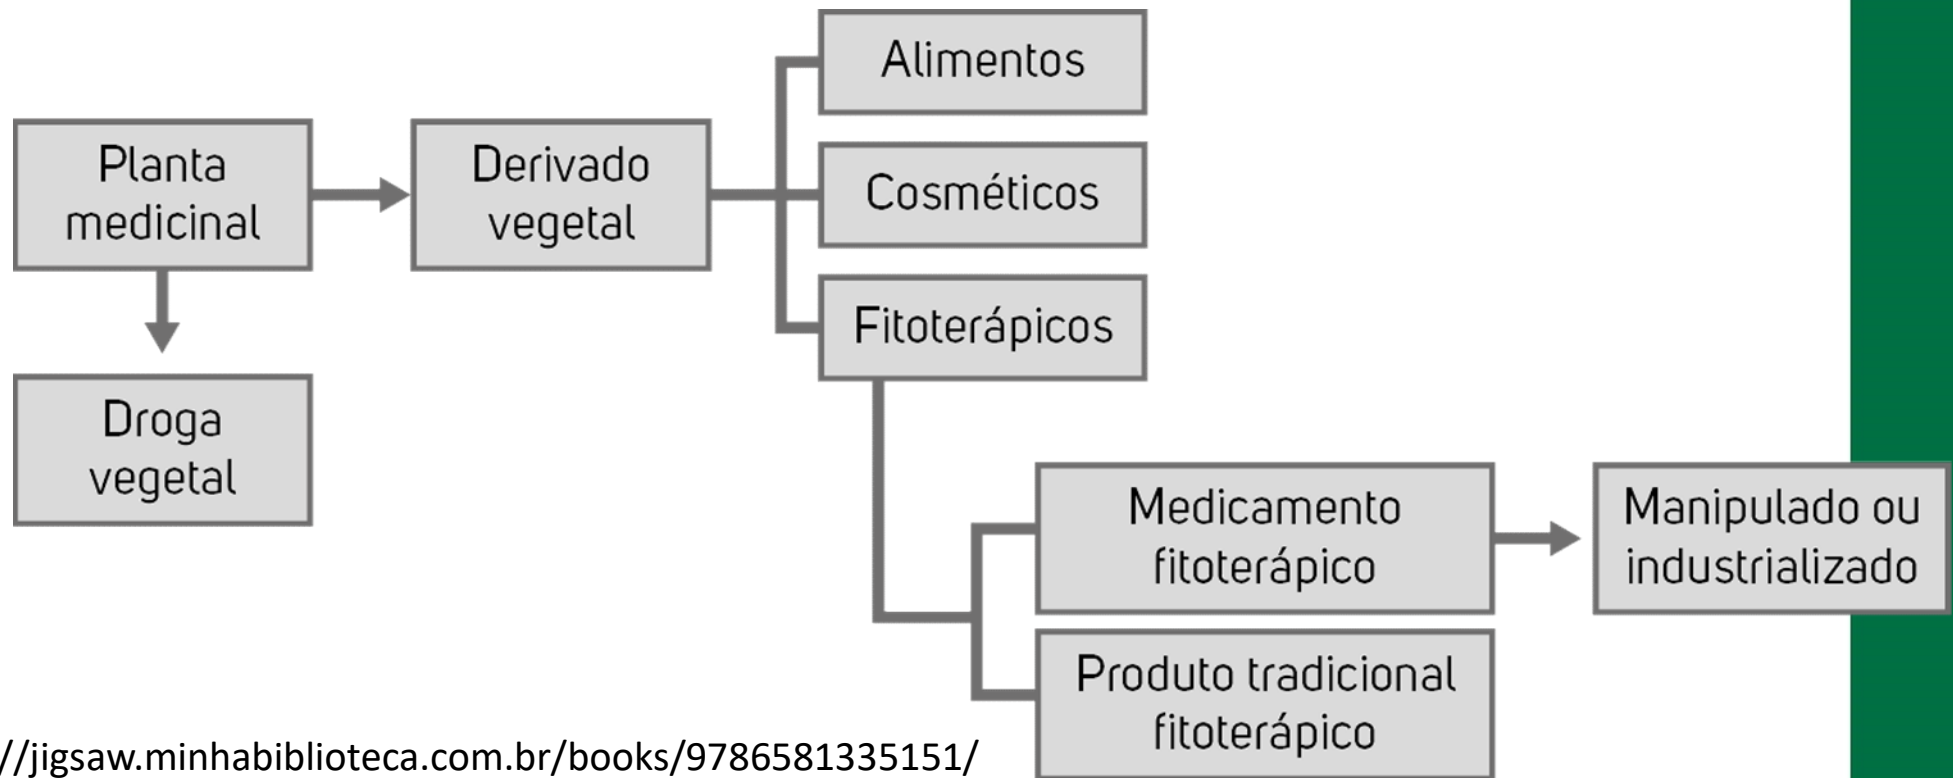 Alimentos
Planta
medicinal
Derivado
vegetal
Cosméticos
Fitoterápicos
Droga
vegetal
Medicamento
fitoterápico
Manipulado ou
industrializado
Produto tradicional
fitoterápico
//jigsaw.minhabiblioteca.com.br/books/9786581335151/